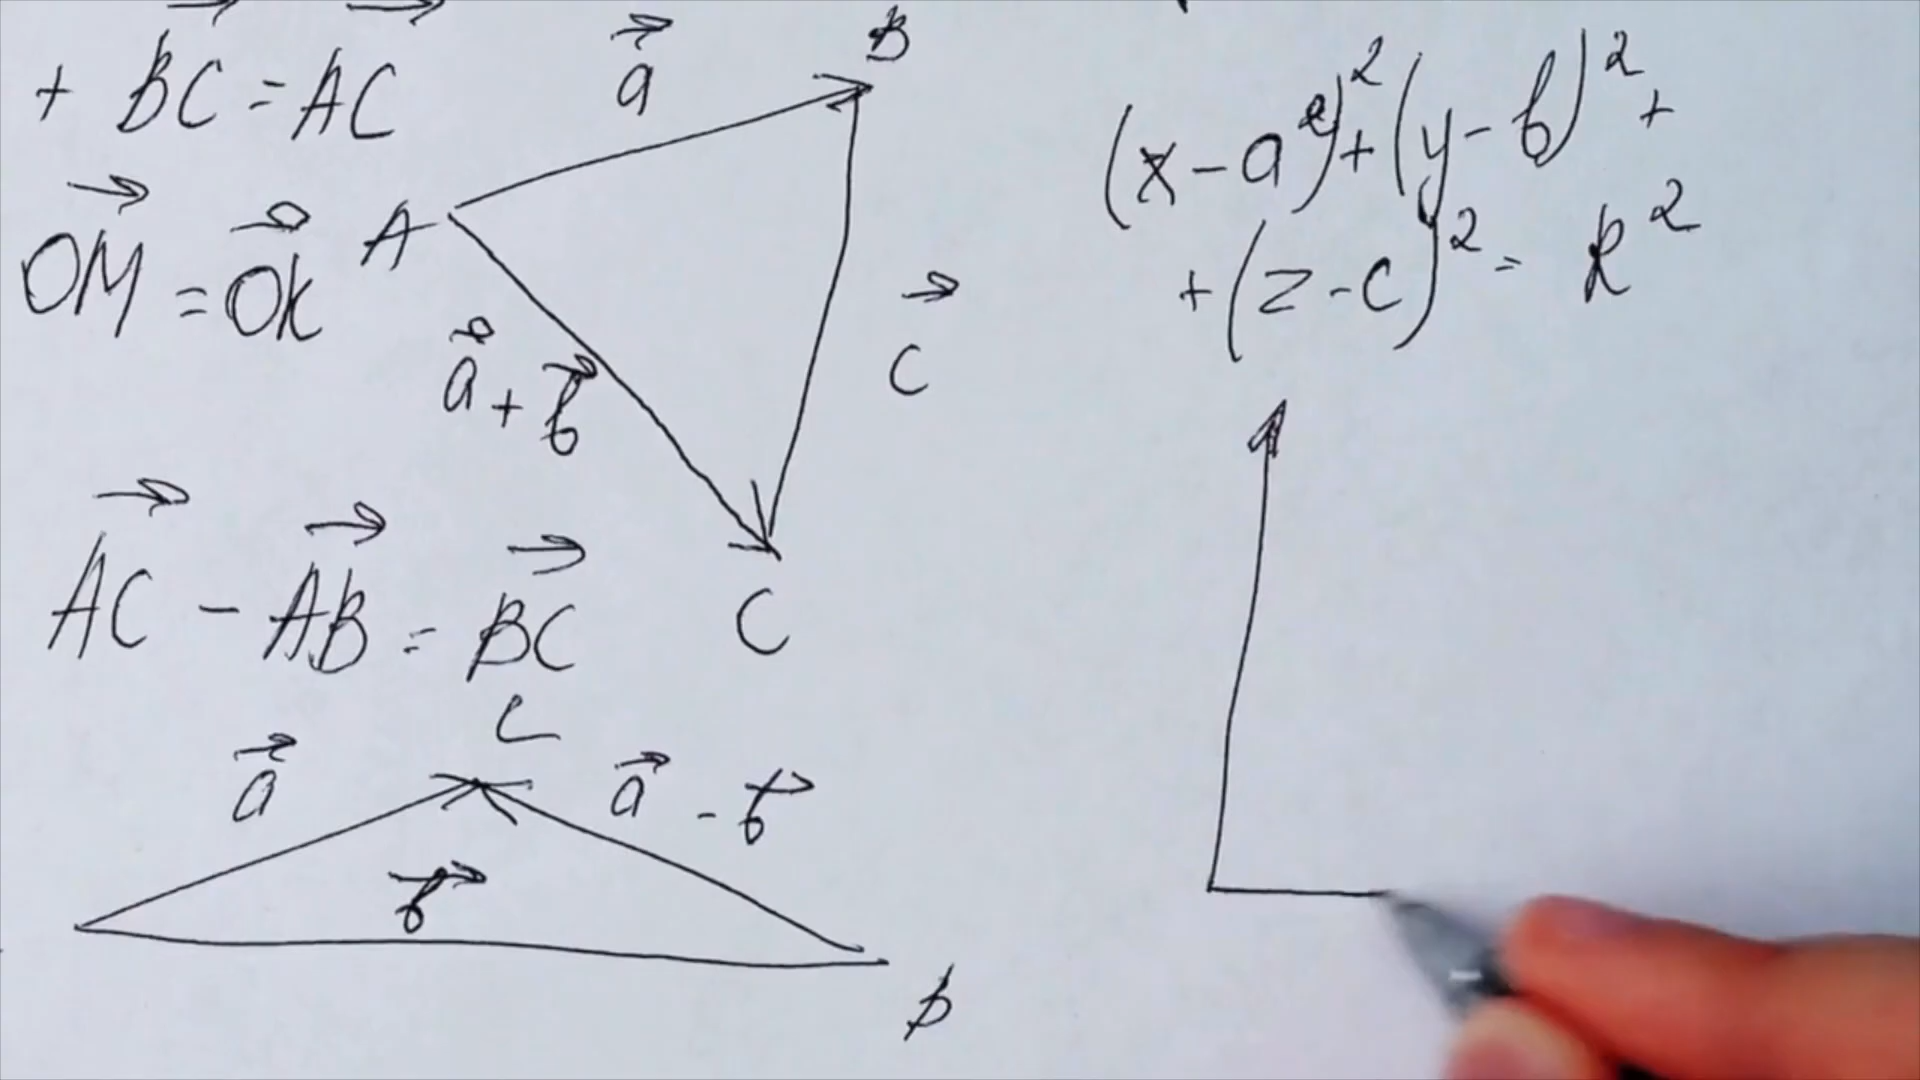 + BC = AC
OM = OK
AC - AB = BC
a
B
A
a + b
c
C
C
a
a - b
b
B
(x - a)² + (y - b)² +
+ (z - c)² = R²